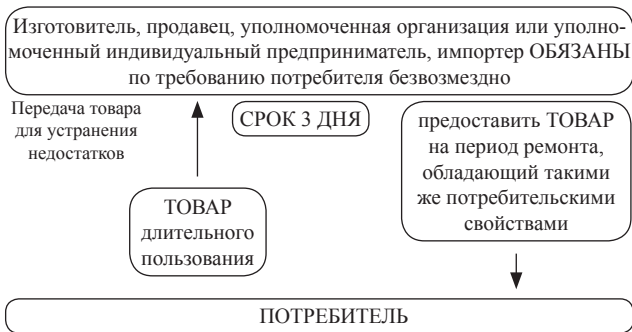 Изготовитель, продавец, уполномоченная организация или уполно-
моченный индивидуальный предприниматель, импортер ОБЯЗАНЫ
по требованию потребителя безвозмездно
Передача товара
для устранения
недостатков
СРОК 3 ДНЯ
предоставить ТОВАР
на период ремонта,
обладающий такими
же потребительскими
свойствами
ТОВАР
длительного
пользования
ПОТРЕБИТЕЛЬ